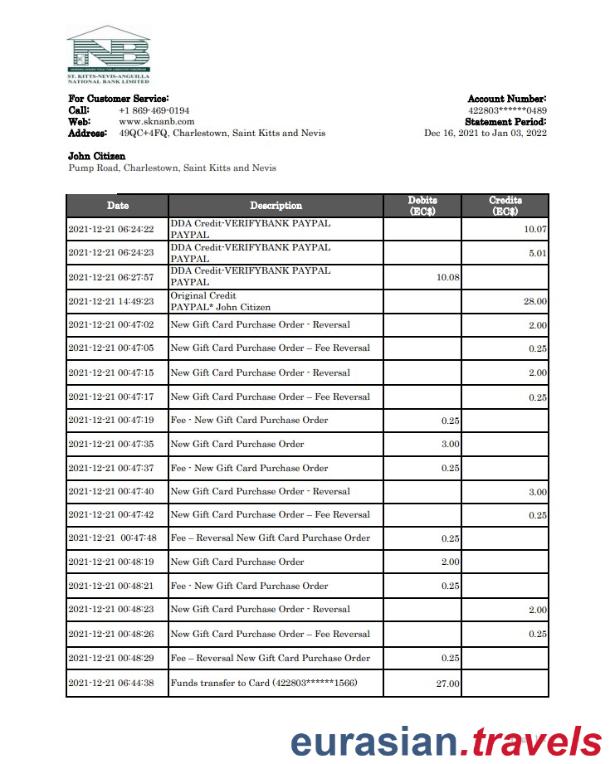 NB
ST. KITTS-NEVIS-ANGUILLA
NATIONAL BANK LIMITED
For Customer Service:
Call: +1 869-469-0194
Web: www.sknanb.com
Address: 49QC+4FQ, Charlestown, Saint Kitts and Nevis
Account Number:
422803******0489
Statement Period:
Dec 16, 2021 to Jan 03, 2022
John Citizen
Pump Road, Charlestown, Saint Kitts and Nevis
Date Description Debits (EC$) Credits (EC$)
2021-12-21 06:24:22 DDA Credit-VERIFYBANK PAYPAL 10.07
PAYPAL
2021-12-21 06:24:23 DDA Credit-VERIFYBANK PAYPAL 5.01
PAYPAL
2021-12-21 06:27:57 DDA Credit-VERIFYBANK PAYPAL 10.08
PAYPAL
2021-12-21 14:49:23 Original Credit 28.00
PAYPAL* John Citizen
2021-12-21 00:47:02 New Gift Card Purchase Order - Reversal 2.00
2021-12-21 00:47:05 New Gift Card Purchase Order – Fee Reversal 0.25
2021-12-21 00:47:15 New Gift Card Purchase Order - Reversal 2.00
2021-12-21 00:47:17 New Gift Card Purchase Order – Fee Reversal 0.25
2021-12-21 00:47:19 Fee - New Gift Card Purchase Order 0.25
2021-12-21 00:47:35 New Gift Card Purchase Order 3.00
2021-12-21 00:47:37 Fee - New Gift Card Purchase Order 0.25
2021-12-21 00:47:40 New Gift Card Purchase Order - Reversal 3.00
2021-12-21 00:47:42 New Gift Card Purchase Order – Fee Reversal 0.25
2021-12-21 00:47:48 Fee – Reversal New Gift Card Purchase Order 0.25
2021-12-21 00:48:19 New Gift Card Purchase Order 2.00
2021-12-21 00:48:21 Fee - New Gift Card Purchase Order 0.25
2021-12-21 00:48:23 New Gift Card Purchase Order - Reversal 2.00
2021-12-21 00:48:26 New Gift Card Purchase Order – Fee Reversal 0.25
2021-12-21 00:48:29 Fee – Reversal New Gift Card Purchase Order 0.25
2021-12-21 06:44:38 Funds transfer to Card (422803******1566) 27.00
eurasian.travels